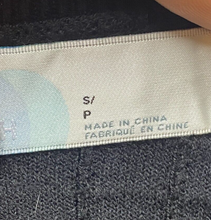 S/
P
MADE IN CHINA
FABRIQUÉ EN CHINE